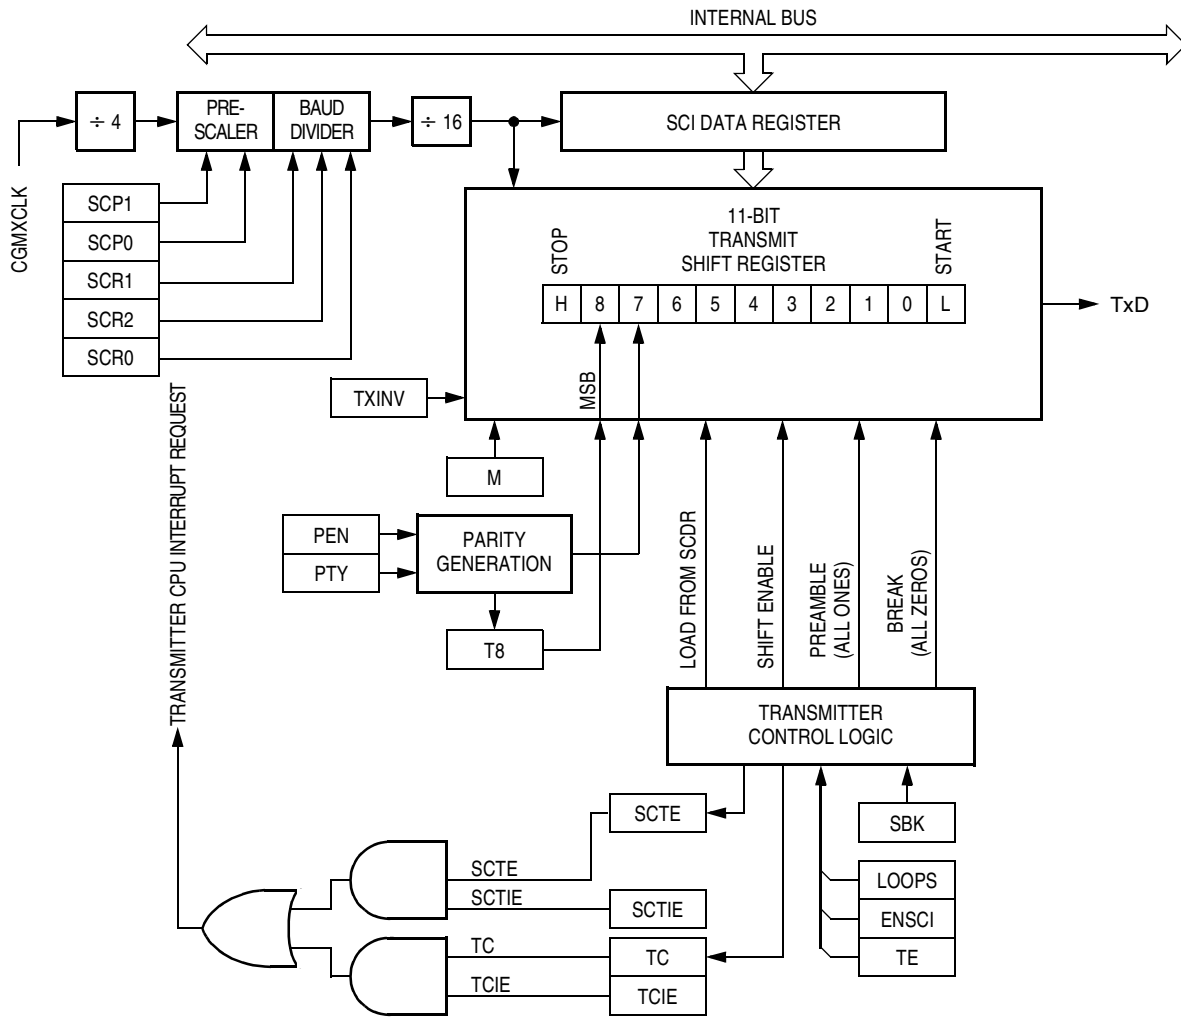 INTERNAL BUS
÷ 4
PRE-
SCALER
BAUD
DIVIDER
÷ 16
SCI DATA REGISTER
CGMXCLK
SCP1
SCP0
SCR1
SCR2
SCR0
11-BIT
TRANSMIT
SHIFT REGISTER
STOP
START
H 8 7 6 5 4 3 2 1 0 L
TxD
TXINV
MSB
M
PEN
PTY
PARITY
GENERATION
T8
TRANSMITTER CPU INTERRUPT REQUEST
LOAD FROM SCDR
SHIFT ENABLE
PREAMBLE
(ALL ONES)
BREAK
(ALL ZEROS)
TRANSMITTER
CONTROL LOGIC
SCTE
SBK
SCTE
SCTIE
SCTIE
LOOPS
ENSCI
TE
TC
TC
TCIE
TCIE